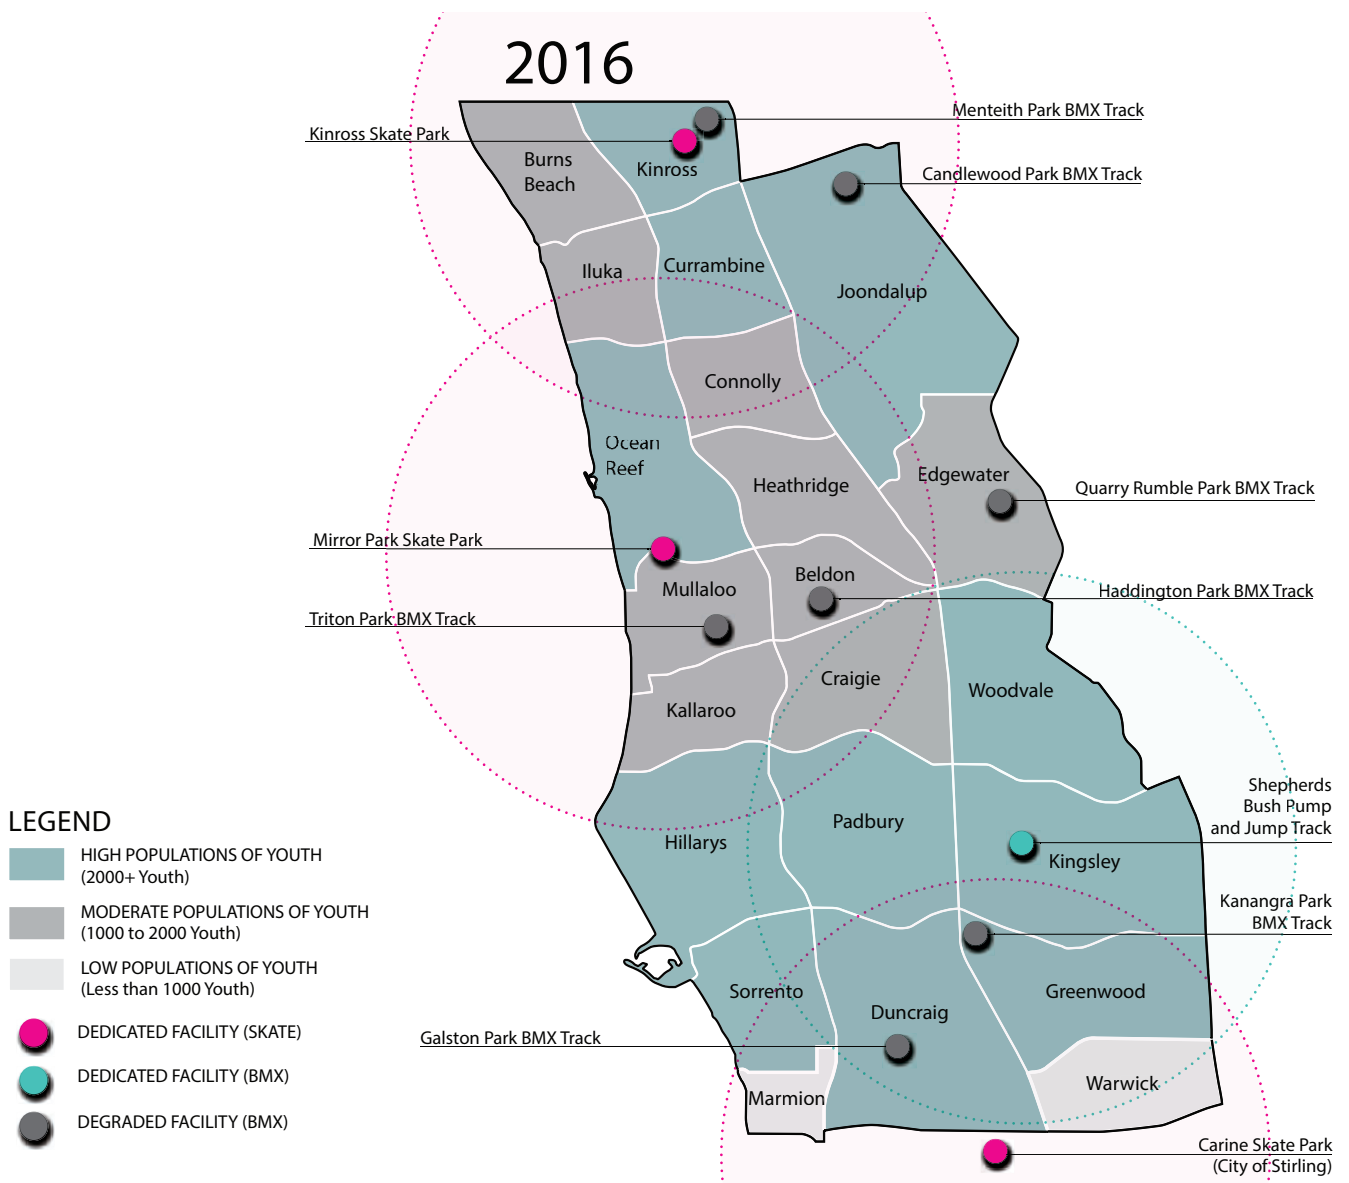 2016
Menteith Park BMX Track
Kinross Skate Park
Burns
Beach
Kinross
Candlewood Park BMX Track
Iluka
Currambine
Joondalup
Connolly
Ocean
Reef
Heathridge
Edgewater
Quarry Rumble Park BMX Track
Mirror Park Skate Park
Mullaloo
Beldon
Haddington Park BMX Track
Triton Park BMX Track
Kallaroo
Craigie
Woodvale
Shepherds
Bush Pump
and Jump Track
Hillarys
Padbury
Kingsley
Kanangra Park
BMX Track
Sorrento
Duncraig
Greenwood
Galston Park BMX Track
Marmion
Warwick
Carine Skate Park
(City of Stirling)
LEGEND
HIGH POPULATIONS OF YOUTH
(2000+ Youth)
MODERATE POPULATIONS OF YOUTH
(1000 to 2000 Youth)
LOW POPULATIONS OF YOUTH
(Less than 1000 Youth)
DEDICATED FACILITY (SKATE)
DEDICATED FACILITY (BMX)
DEGRADED FACILITY (BMX)